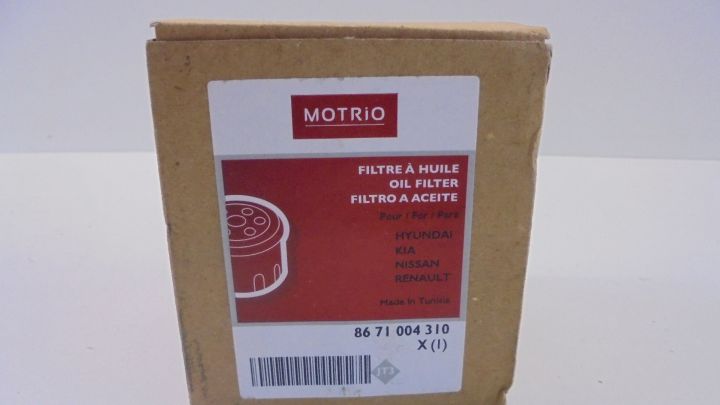 MOTRiO
FILTRE À HUILE
OIL FILTER
FILTRO A ACEITE
Pour / For / Para
HYUNDAI
KIA
NISSAN
RENAULT
Made In Tunisia
86 71 004 310
X (1)
JT3